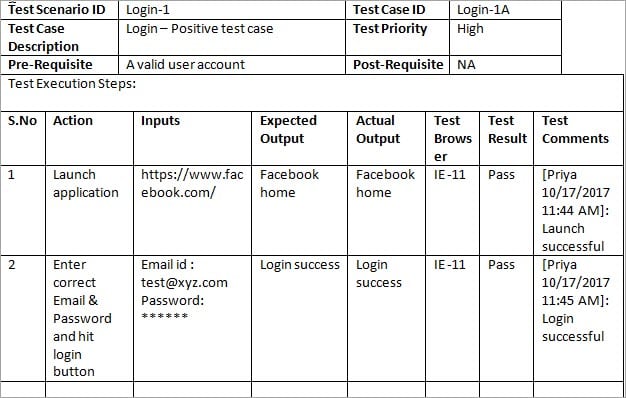 Test Scenario ID Login-1 Test Case ID Login-1A
Test Case Description Login – Positive test case Test Priority High
Pre-Requisite A valid user account Post-Requisite NA
Test Execution Steps:
S.No Action Inputs Expected Output Actual Output Test Brows er Test Result Test Comments
1 Launch application https://www.fac ebook.com/ Facebook home Facebook home IE-11 Pass [Priya 10/17/2017 11:44 AM]: Launch successful
2 Enter correct Email & Password and hit login button Email id : test@xyz.com Password: ****** Login success Login success IE-11 Pass [Priya 10/17/2017 11:45 AM]: Login successful